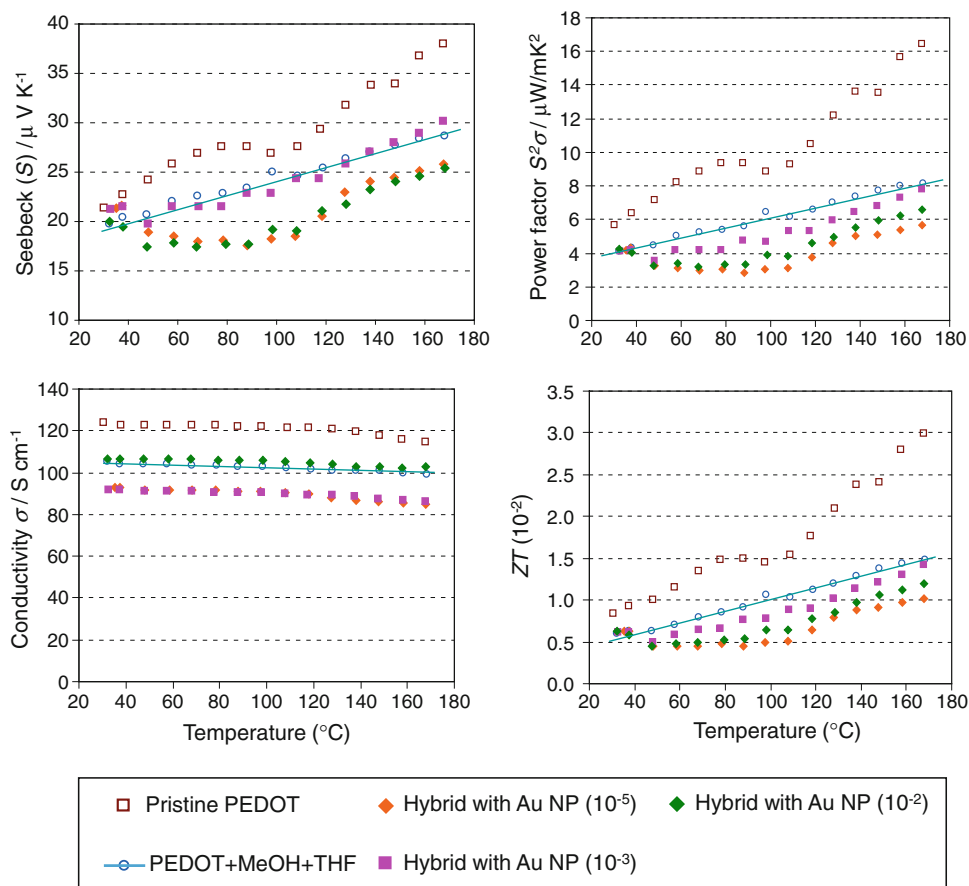 40
35
30
25
20
15
10
Seebeck (S) / μ V K⁻¹
20 40 60 80 100 120 140 160 180
18
16
14
12
10
8
6
4
2
0
Power factor S²σ / μW/mK²
20 40 60 80 100 120 140 160 180
140
120
100
80
60
40
20
0
Conductivity σ / S cm⁻¹
20 40 60 80 100 120 140 160 180
Temperature (°C)
3.5
3.0
2.5
2.0
1.5
1.0
0.5
0.0
ZT (10⁻²)
20 40 60 80 100 120 140 160 180
Temperature (°C)
Pristine PEDOT
Hybrid with Au NP (10⁻⁵)
Hybrid with Au NP (10⁻²)
PEDOT+MeOH+THF
Hybrid with Au NP (10⁻³)